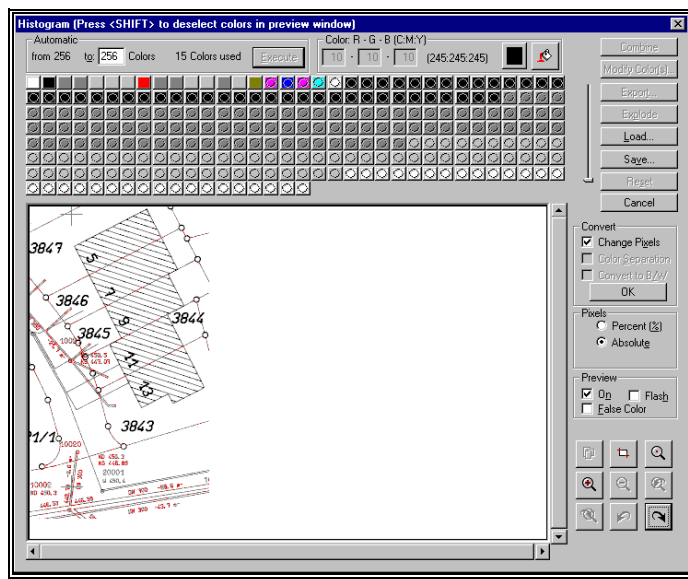 Histogram (Press <SHIFT> to deselect colors in preview window)
Automatic
from 256 to: 256 Colors 15 Colors used Execute
Color: R - G - B (C:M:Y)
10 - 10 - 10 (245:245:245)
Combine
Modify Color(s)...
Export...
Explode
Load...
Save...
Reset
Cancel
Convert
Change Pixels
Color Separation
Convert to B/W
OK
Pixels
Percent (%)
Absolute
Preview
On Flash
False Color
3847
5
3846
7
3845
9
3844
11
13
3843
10020
20001
10002